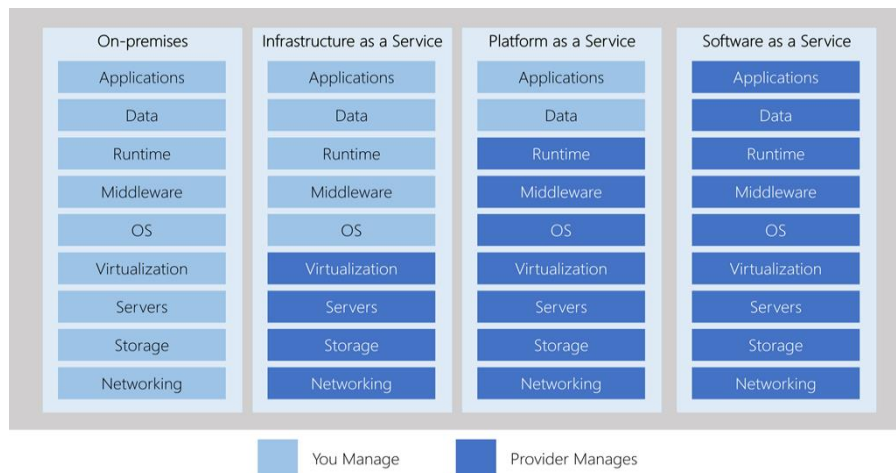 On-premises
Applications
Data
Runtime
Middleware
OS
Virtualization
Servers
Storage
Networking
Infrastructure as a Service
Applications
Data
Runtime
Middleware
OS
Virtualization
Servers
Storage
Networking
Platform as a Service
Applications
Data
Runtime
Middleware
OS
Virtualization
Servers
Storage
Networking
Software as a Service
Applications
Data
Runtime
Middleware
OS
Virtualization
Servers
Storage
Networking
You Manage
Provider Manages